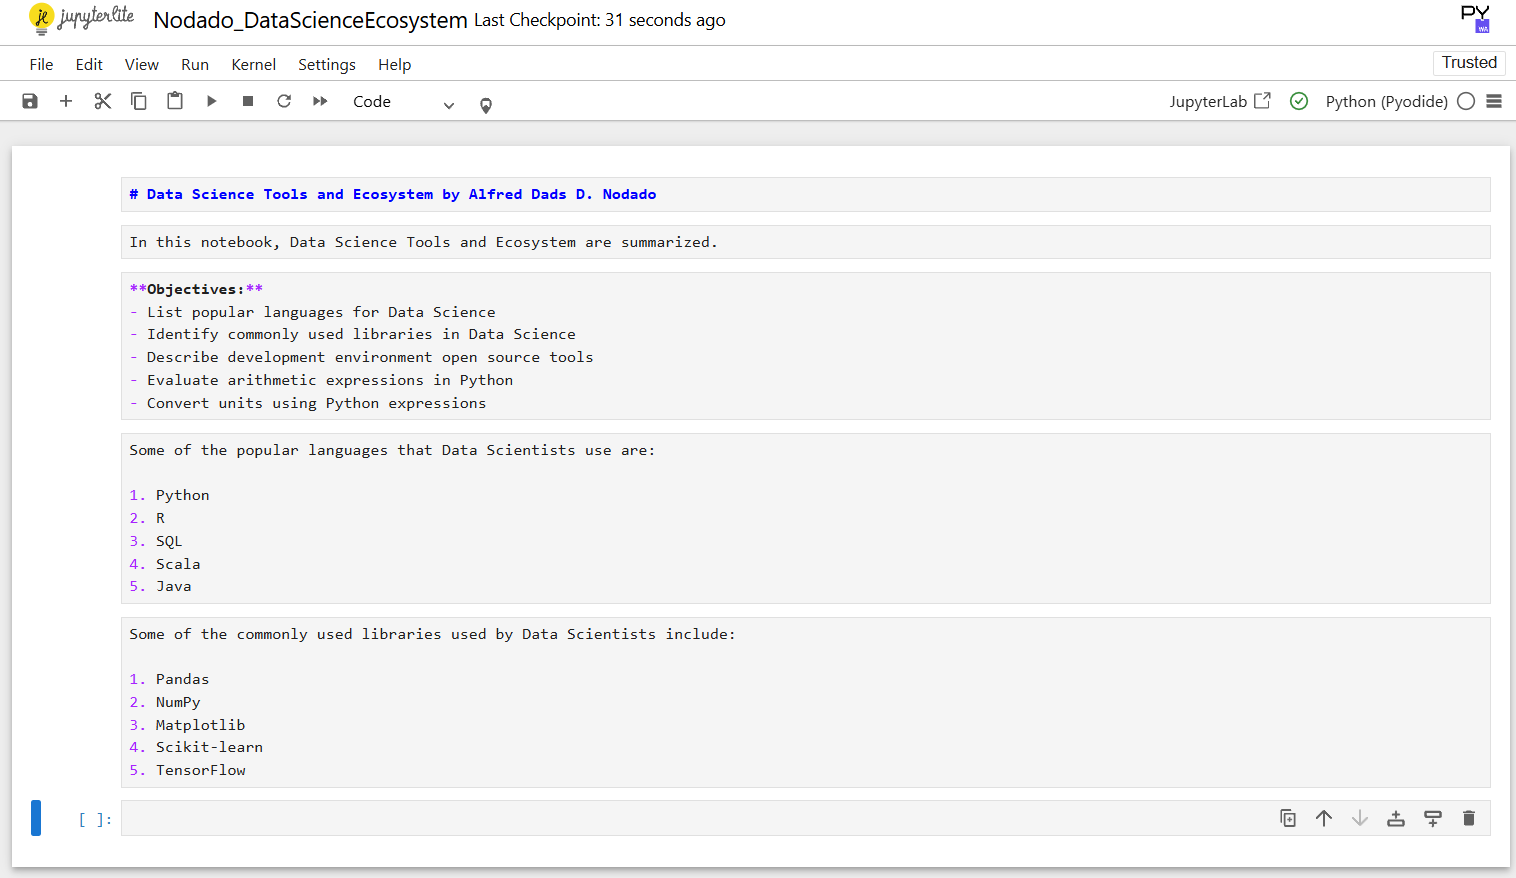 jupyterlite Nodado_DataScienceEcosystem Last Checkpoint: 31 seconds ago
PY
WA
File Edit View Run Kernel Settings Help
Trusted
Code
JupyterLab
Python (Pyodide)
# Data Science Tools and Ecosystem by Alfred Dads D. Nodado
In this notebook, Data Science Tools and Ecosystem are summarized.
**Objectives:**
- List popular languages for Data Science
- Identify commonly used libraries in Data Science
- Describe development environment open source tools
- Evaluate arithmetic expressions in Python
- Convert units using Python expressions
Some of the popular languages that Data Scientists use are:
1. Python
2. R
3. SQL
4. Scala
5. Java
Some of the commonly used libraries used by Data Scientists include:
1. Pandas
2. NumPy
3. Matplotlib
4. Scikit-learn
5. TensorFlow
[ ]: